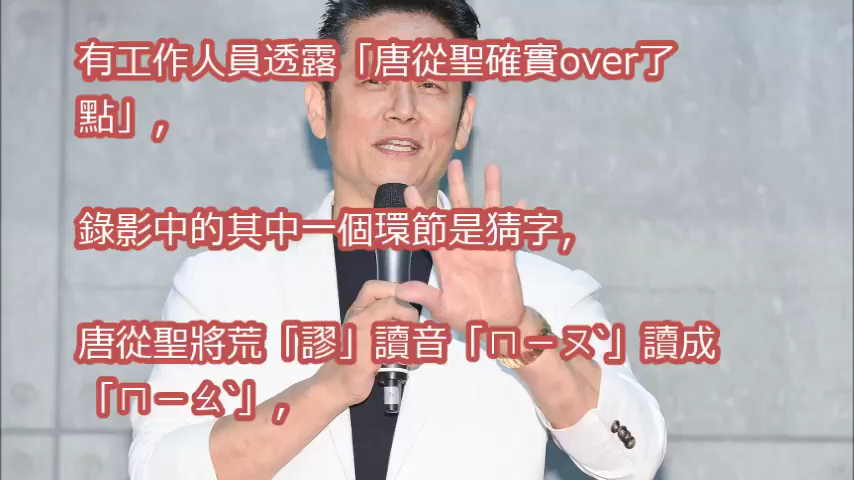 有工作人員透露「唐從聖確實over了
點」,
錄影中的其中一個環節是猜字,
唐從聖將荒「謬」讀音「ㄇㄧㄡˋ」讀成
「ㄇㄧㄠˋ」,